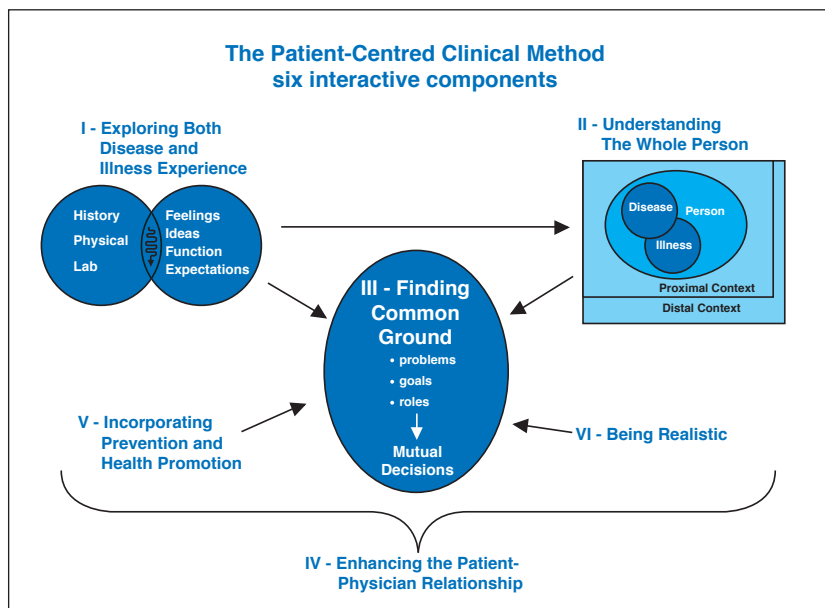 The Patient-Centred Clinical Method
six interactive components
I - Exploring Both
Disease and
Illness Experience
History
Physical
Lab
Feelings
Ideas
Function
Expectations
II - Understanding
The Whole Person
Disease
Person
Illness
Proximal Context
Distal Context
III - Finding
Common
Ground
• problems
• goals
• roles
Mutual
Decisions
V - Incorporating
Prevention and
Health Promotion
VI - Being Realistic
IV - Enhancing the Patient-
Physician Relationship